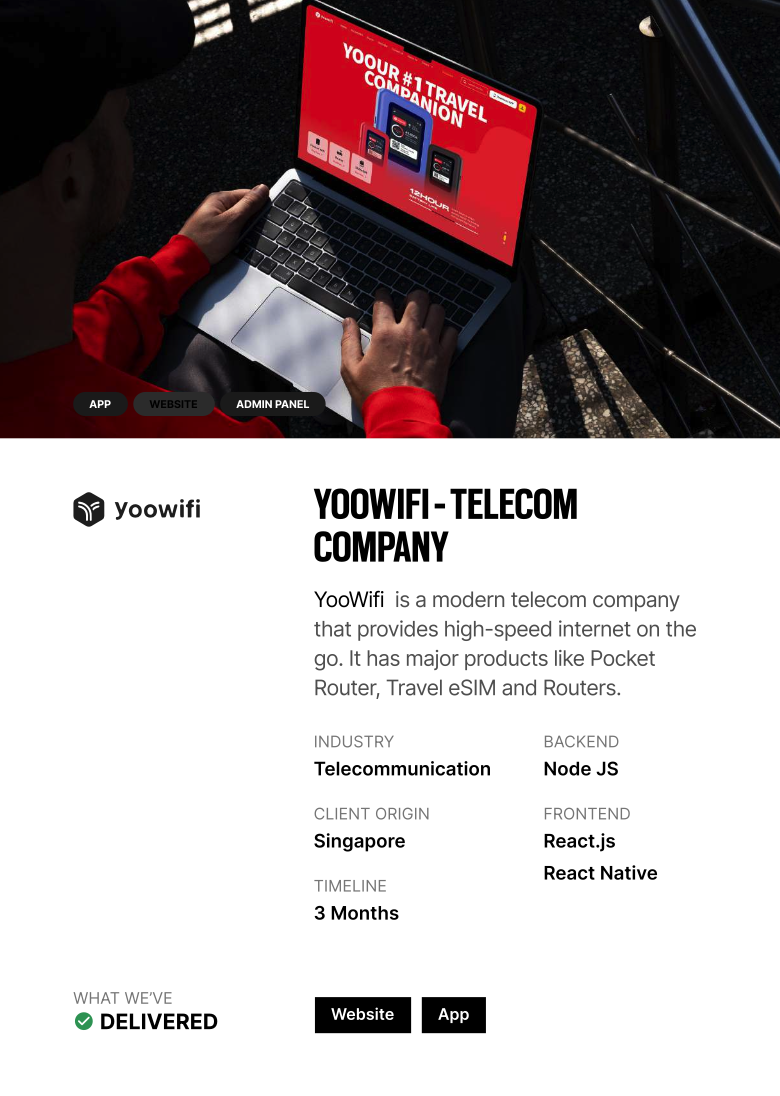 yoowifi
YOOUR #1 TRAVEL
COMPANION
12HOUR
APP
WEBSITE
ADMIN PANEL
yoowifi
YOOWIFI - TELECOM
COMPANY
YooWifi is a modern telecom company
that provides high-speed internet on the
go. It has major products like Pocket
Router, Travel eSIM and Routers.
INDUSTRY
Telecommunication
CLIENT ORIGIN
Singapore
TIMELINE
3 Months
BACKEND
Node JS
FRONTEND
React.js
React Native
WHAT WE’VE
DELIVERED
Website
App